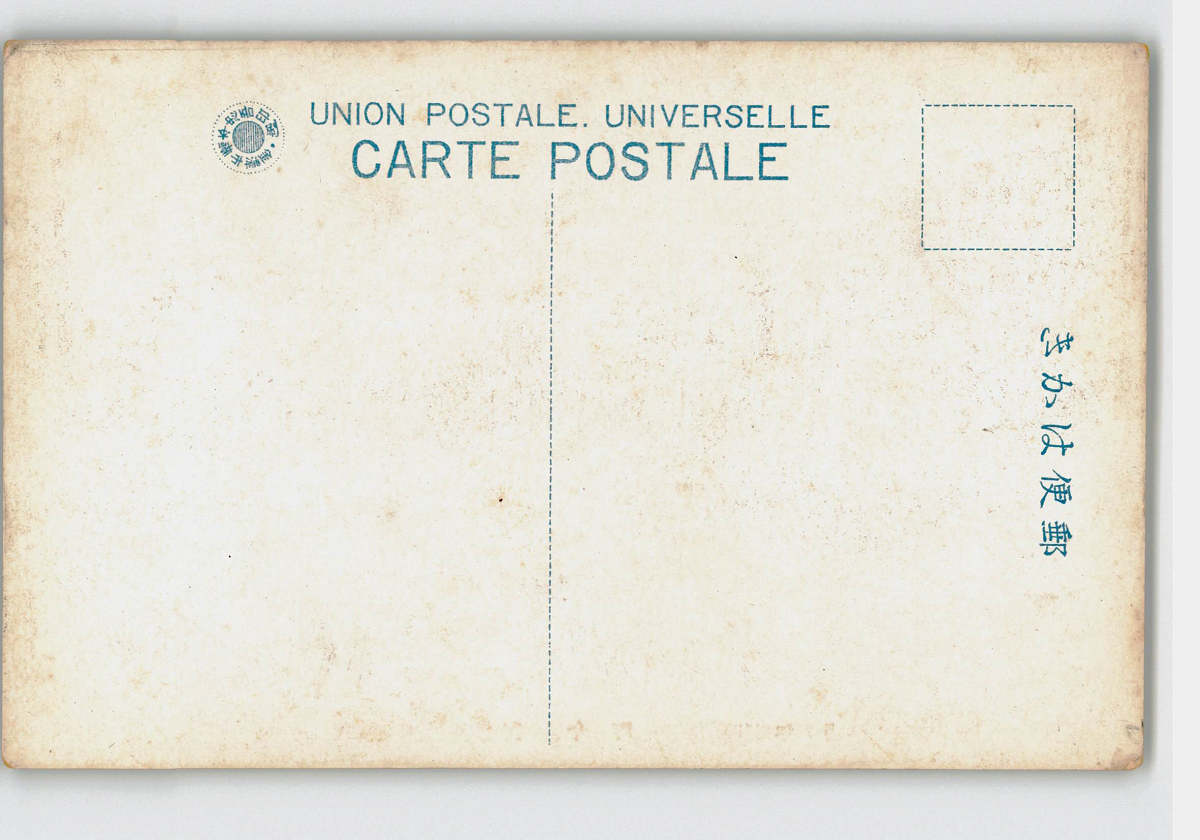 UNION POSTALE. UNIVERSELLE
CARTE POSTALE
きかは便郵